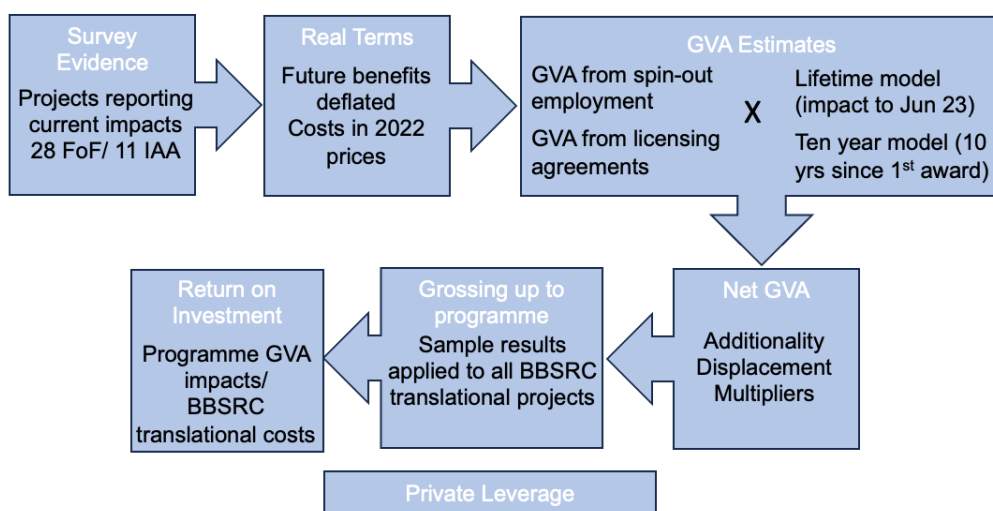 Survey
Evidence
Projects reporting
current impacts
28 FoF/ 11 IAA
Real Terms
Future benefits
deflated
Costs in 2022
prices
GVA Estimates
GVA from spin-out
employment
GVA from licensing
agreements
X
Lifetime model
(impact to Jun 23)
Ten year model (10
yrs since 1st award)
Net GVA
Additionality
Displacement
Multipliers
Grossing up to
programme
Sample results
applied to all BBSRC
translational projects
Return on
Investment
Programme GVA
impacts/
BBSRC
translational costs
Private Leverage